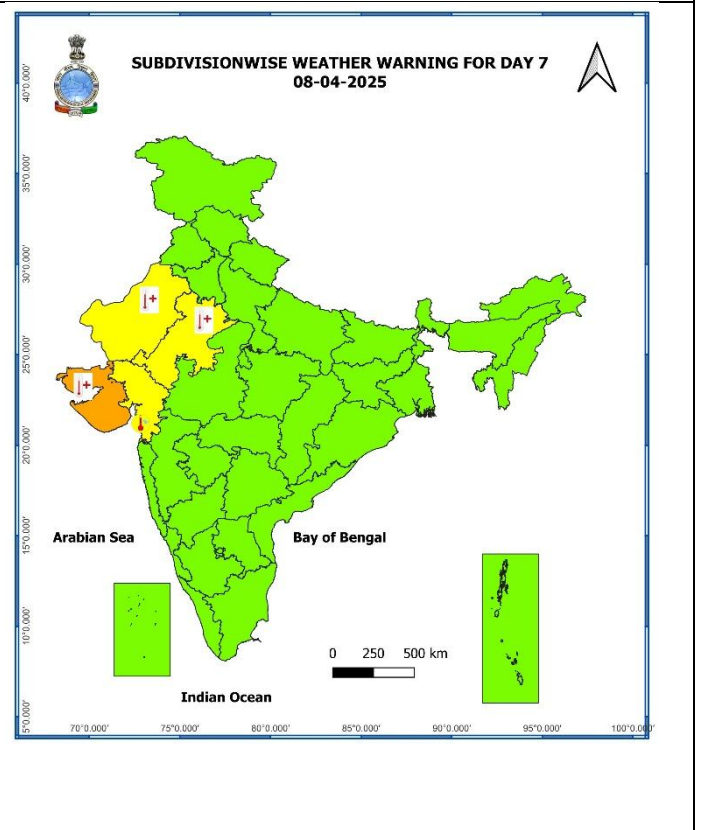 SUBDIVISIONWISE WEATHER WARNING FOR DAY 7
08-04-2025
40°0.000'
35°0.000'
30°0.000'
25°0.000'
20°0.000'
15°0.000'
10°0.000'
5°0.000'
Arabian Sea
Bay of Bengal
0 250 500 km
Indian Ocean
70°0.000' 75°0.000' 80°0.000' 85°0.000' 90°0.000' 95°0.000' 100°0.000'